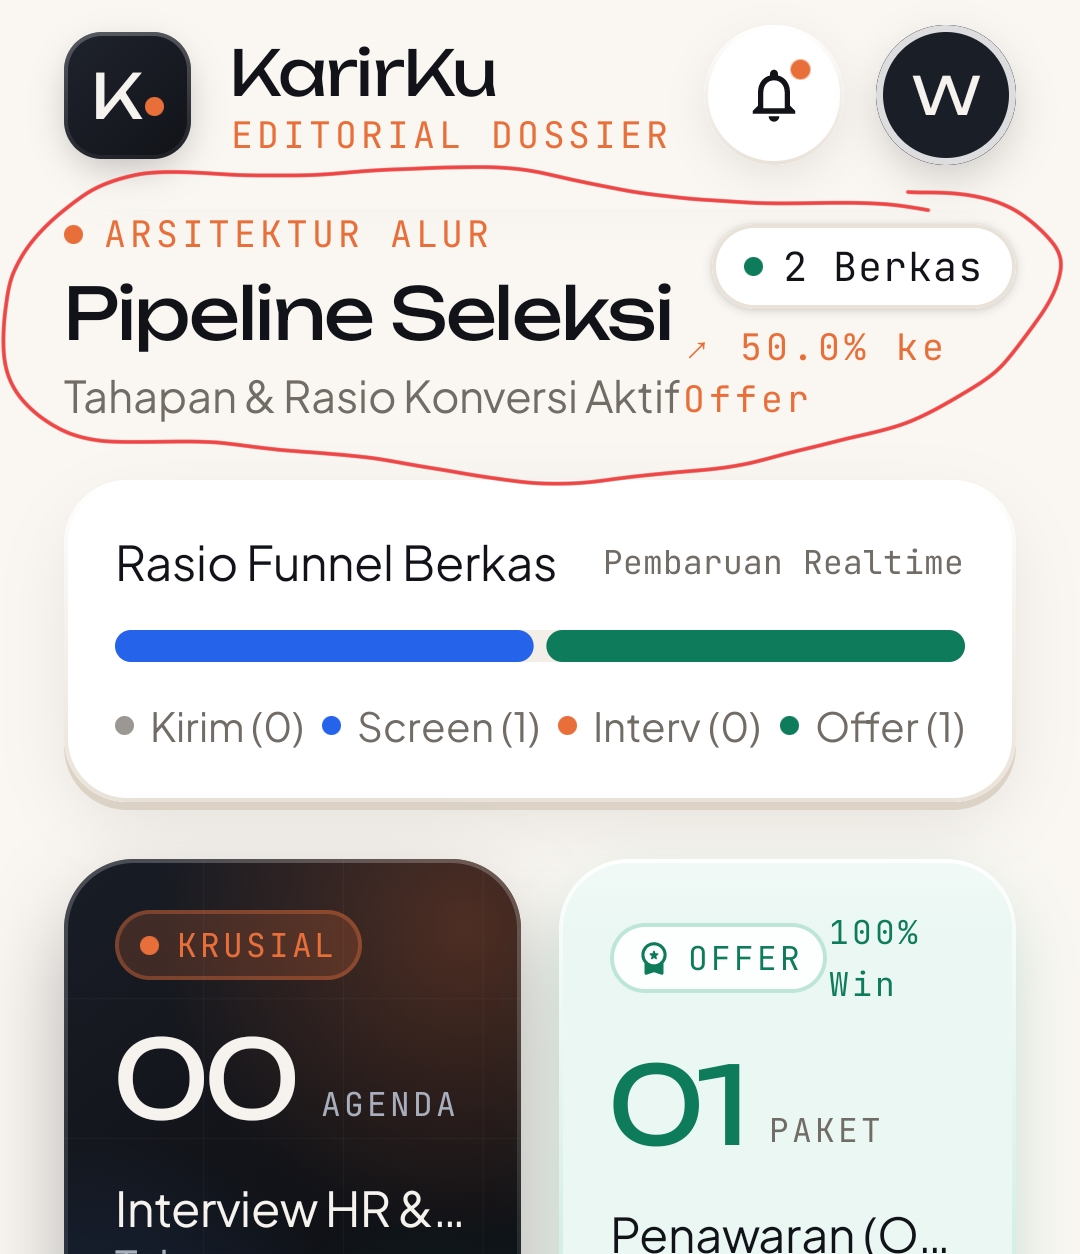 K.
KarirKu
EDITORIAL DOSSIER
W
ARSITEKTUR ALUR
2 Berkas
Pipeline Seleksi
↗ 50.0% ke
Offer
Tahapan & Rasio Konversi Aktif
Rasio Funnel Berkas
Pembaruan Realtime
Kirim (0)
Screen (1)
Interv (0)
Offer (1)
KRUSIAL
00 AGENDA
Interview HR &...
OFFER
100%
Win
01 PAKET
Penawaran (O...